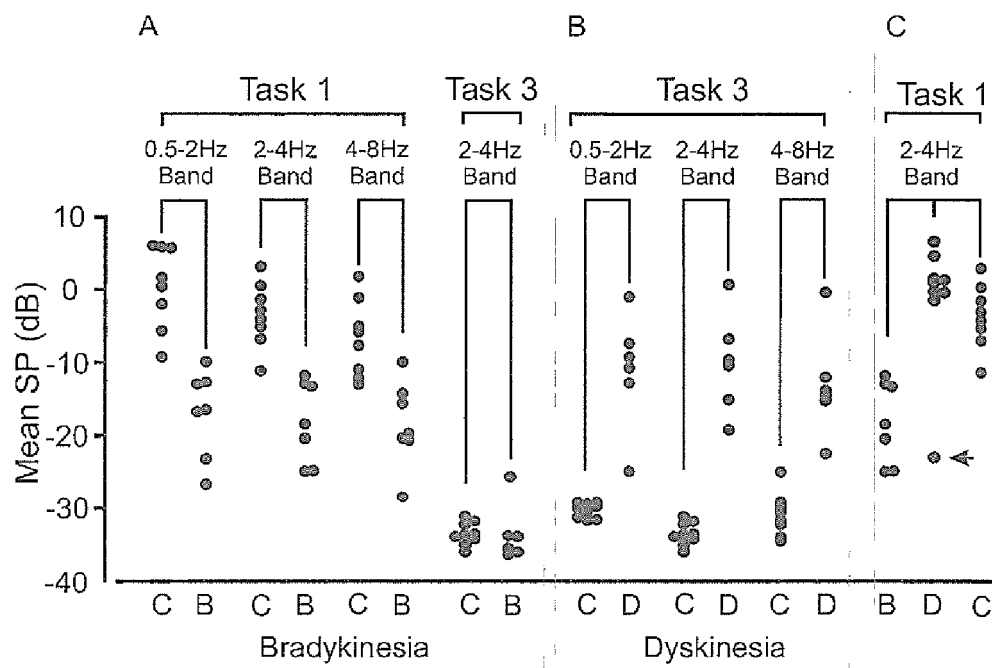 A B C
Task 1 Task 3 Task 3 Task 1
0.5-2Hz 2-4Hz 4-8Hz 2-4Hz 0.5-2Hz 2-4Hz 4-8Hz 2-4Hz
Band Band Band Band Band Band Band Band
10
0
-10
-20
-30
-40
Mean SP (dB)
C B C B C B C B C D C D C D B D C
Bradykinesia Dyskinesia